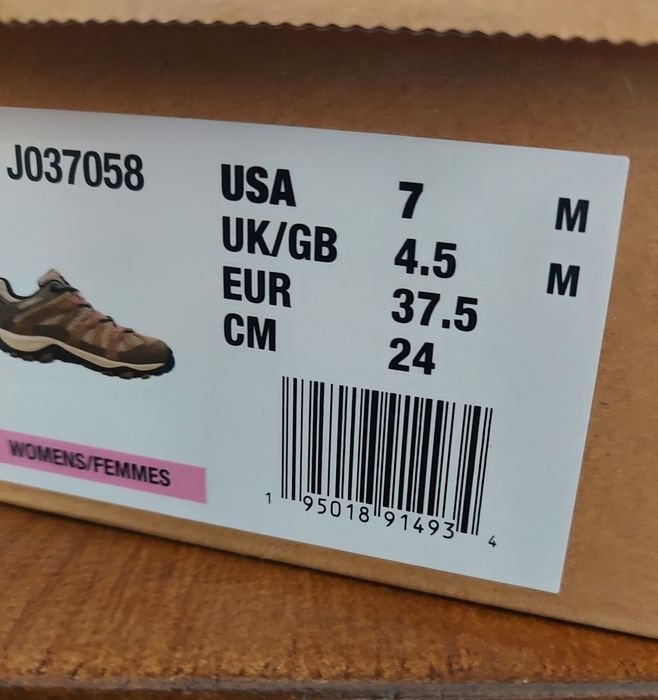 J037058
USA 7 M
UK/GB 4.5 M
EUR 37.5
CM 24
WOMENS/FEMMES
1 95018 91493 4